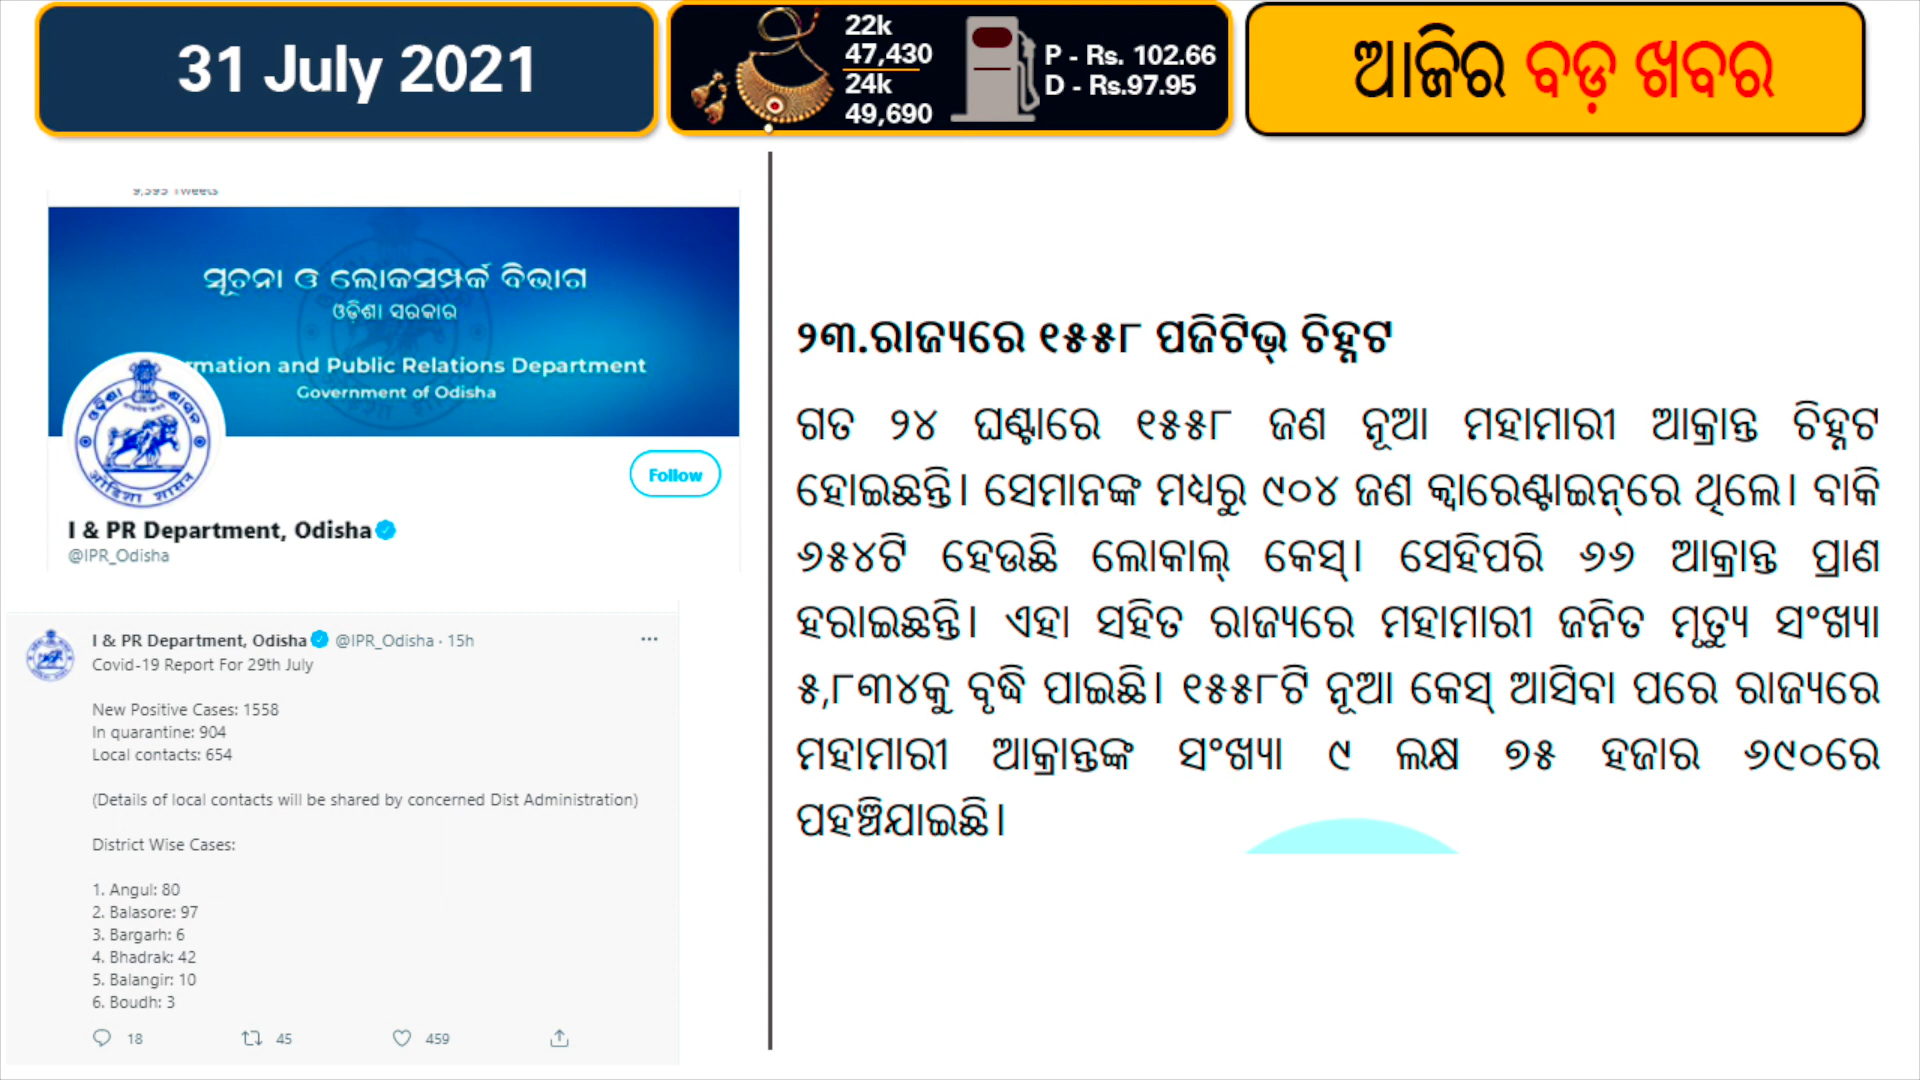 31 July 2021
22k
47,430
24k
49,690
P - Rs. 102.66
D - Rs.97.95
ଆଜିର ବଡ଼ ଖବର
9,395 Tweets
ସୂଚନା ଓ ଲୋକସମ୍ପର୍କ ବିଭାଗ
ଓଡ଼ିଶା ସରକାର
rmation and Public Relations Department
Government of Odisha
Follow
I & PR Department, Odisha
@IPR_Odisha
I & PR Department, Odisha @IPR_Odisha · 15h
Covid-19 Report For 29th July
New Positive Cases: 1558
In quarantine: 904
Local contacts: 654
(Details of local contacts will be shared by concerned Dist Administration)
District Wise Cases:
1. Angul: 80
2. Balasore: 97
3. Bargarh: 6
4. Bhadrak: 42
5. Balangir: 10
6. Boudh: 3
18 45 459
୨୩.ରାଜ୍ୟରେ ୧୫୫୮ ପଜିଟିଭ୍ ଚିହ୍ନଟ
ଗତ ୨୪ ଘଣ୍ଟାରେ ୧୫୫୮ ଜଣ ନୂଆ ମହାମାରୀ ଆକ୍ରାନ୍ତ ଚିହ୍ନଟ
ହୋଇଛନ୍ତି। ସେମାନଙ୍କ ମଧ୍ୟରୁ ୯୦୪ ଜଣ କ୍ୱାରେଣ୍ଟାଇନ୍‌ରେ ଥିଲେ। ବାକି
୬୫୪ଟି ହେଉଛି ଲୋକାଲ୍ କେସ୍। ସେହିପରି ୬୬ ଆକ୍ରାନ୍ତ ପ୍ରାଣ
ହରାଇଛନ୍ତି। ଏହା ସହିତ ରାଜ୍ୟରେ ମହାମାରୀ ଜନିତ ମୃତ୍ୟୁ ସଂଖ୍ୟା
୫,୮୩୪କୁ ବୃଦ୍ଧି ପାଇଛି। ୧୫୫୮ଟି ନୂଆ କେସ୍ ଆସିବା ପରେ ରାଜ୍ୟରେ
ମହାମାରୀ ଆକ୍ରାନ୍ତଙ୍କ ସଂଖ୍ୟା ୯ ଲକ୍ଷ ୭୫ ହଜାର ୬୯୦ରେ
ପହଞ୍ଚିଯାଇଛି।